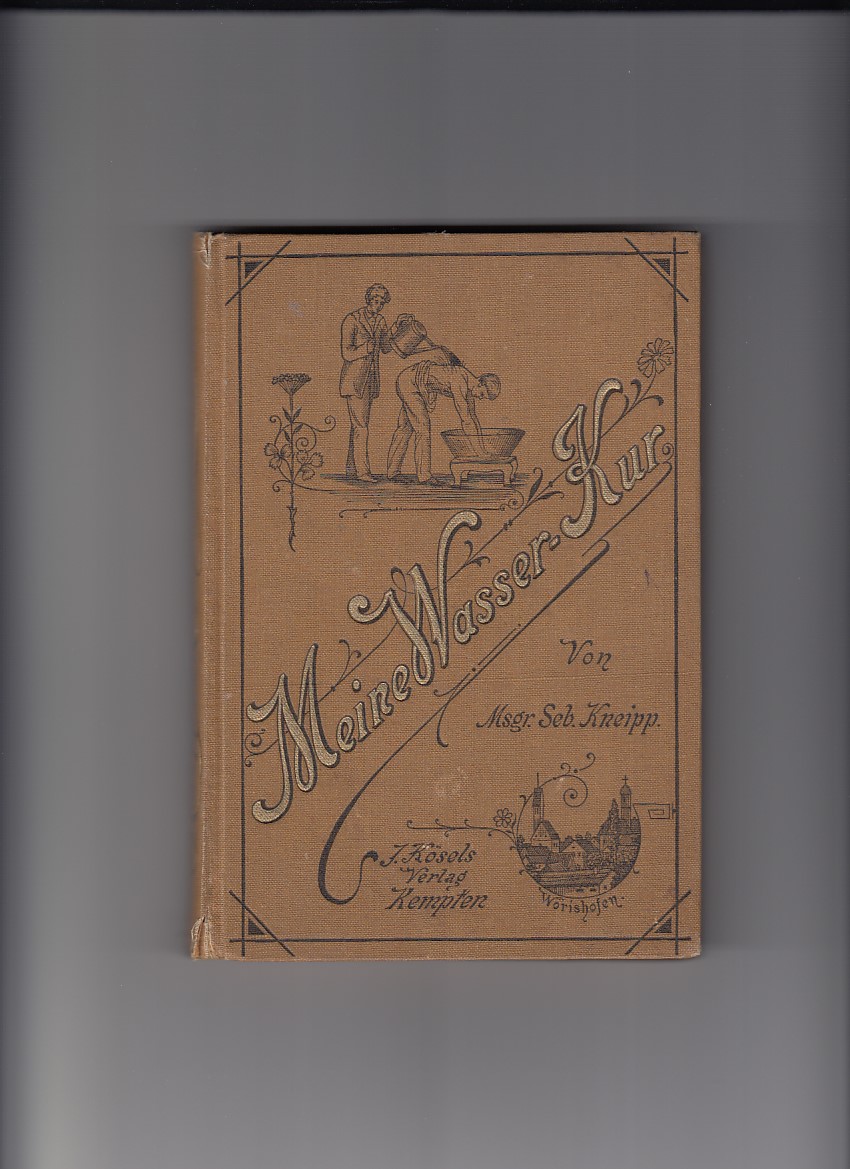 Meine Wasser-Kur
Von
Msgr. Seb. Kneipp.
J. Kösels
Verlag
Kempten
Wörishofen.